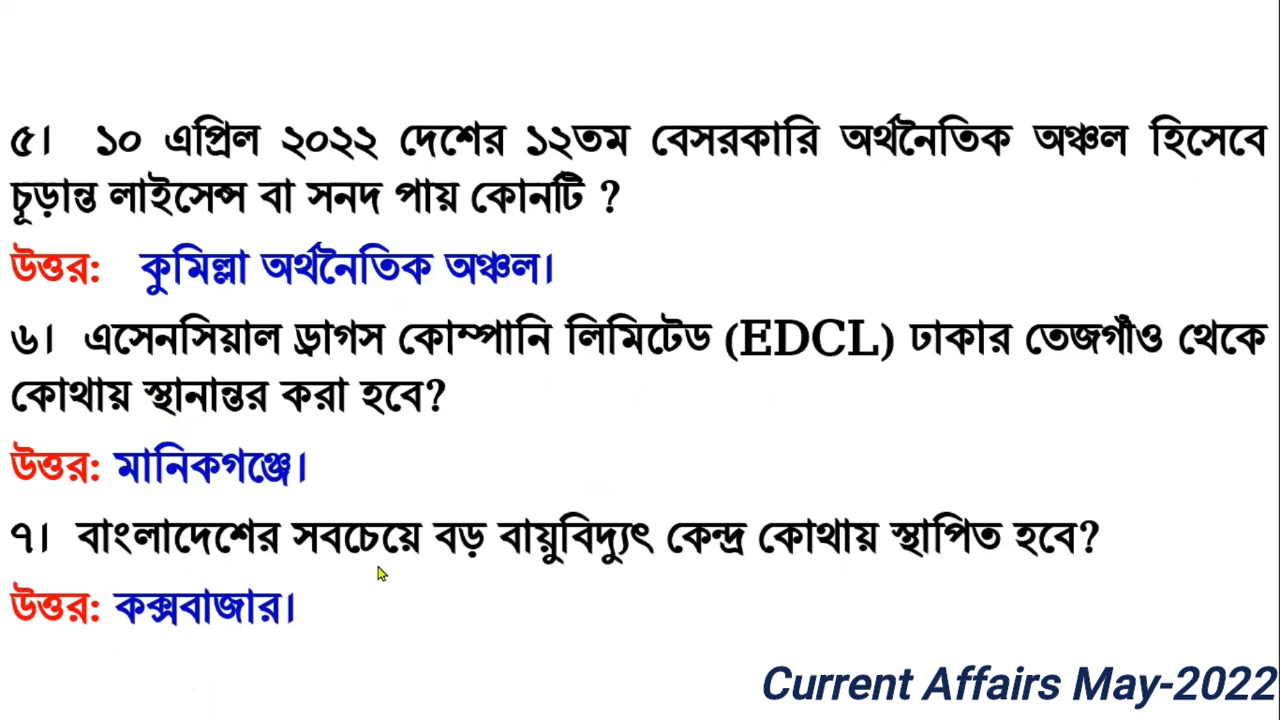 ৫। ১০ এপ্রিল ২০২২ দেশের ১২তম বেসরকারি অর্থনৈতিক অঞ্চল হিসেবে
চূড়ান্ত লাইসেন্স বা সনদ পায় কোনটি ?
উত্তর: কুমিল্লা অর্থনৈতিক অঞ্চল।
৬। এসেনসিয়াল ড্রাগস কোম্পানি লিমিটেড (EDCL) ঢাকার তেজগাঁও থেকে
কোথায় স্থানান্তর করা হবে?
উত্তর: মানিকগঞ্জে।
৭। বাংলাদেশের সবচেয়ে বড় বায়ুবিদ্যুৎ কেন্দ্র কোথায় স্থাপিত হবে?
উত্তর: কক্সবাজার।
Current Affairs May-2022